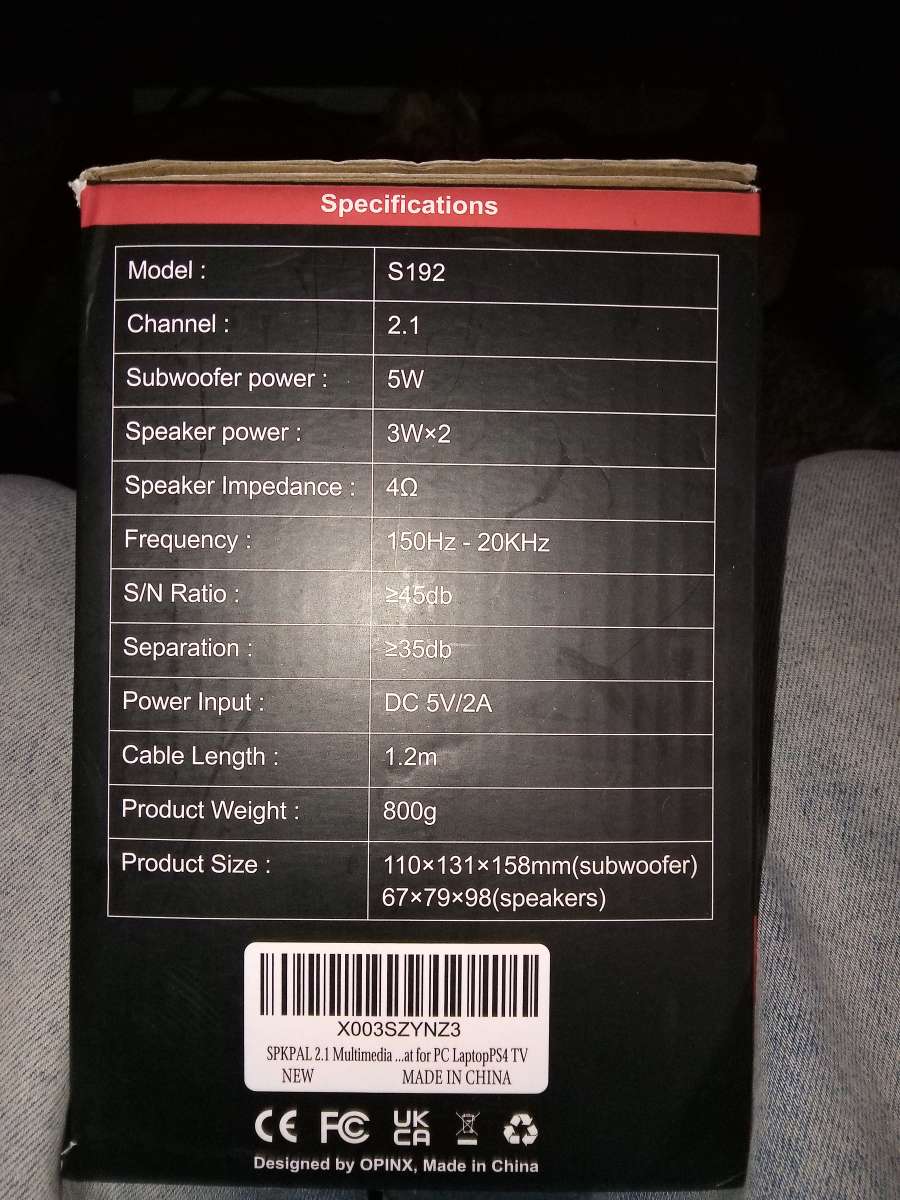 Specifications
Model : S192
Channel : 2.1
Subwoofer power : 5W
Speaker power : 3W×2
Speaker Impedance : 4Ω
Frequency : 150Hz - 20KHz
S/N Ratio : ≥45db
Separation : ≥35db
Power Input : DC 5V/2A
Cable Length : 1.2m
Product Weight : 800g
Product Size : 110×131×158mm(subwoofer)
67×79×98(speakers)
X003SZYNZ3
SPKPAL 2.1 Multimedia ...at for PC LaptopPS4 TV
NEW MADE IN CHINA
CE FC UK CA
Designed by OPINX, Made in China